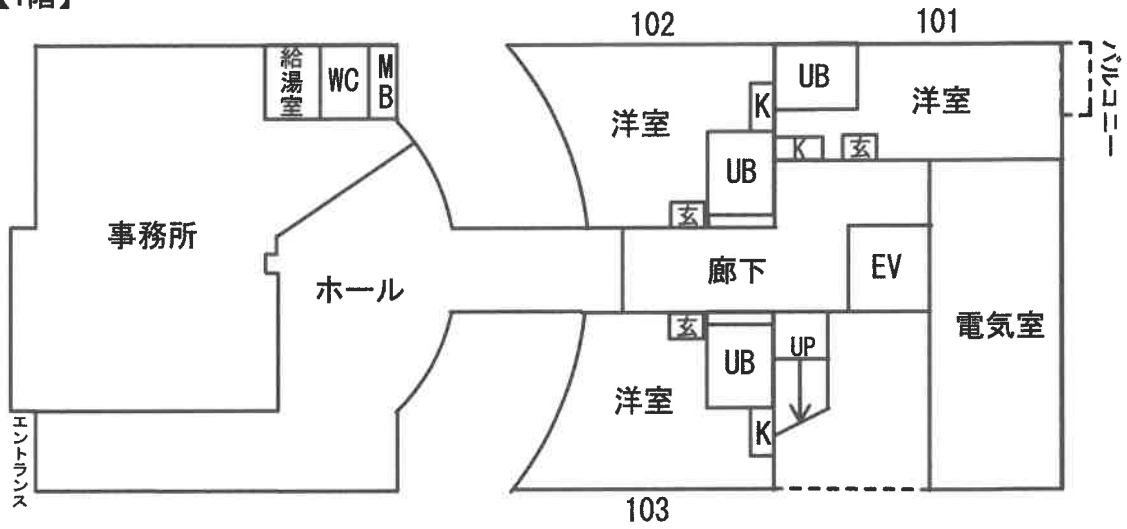 【1階】
102
101
給湯室
WC
MB
UB
バルコニー
洋室
K
洋室
K
玄
UB
玄
事務所
ホール
廊下
EV
電気室
玄
UB
UP
洋室
K
エントランス
103